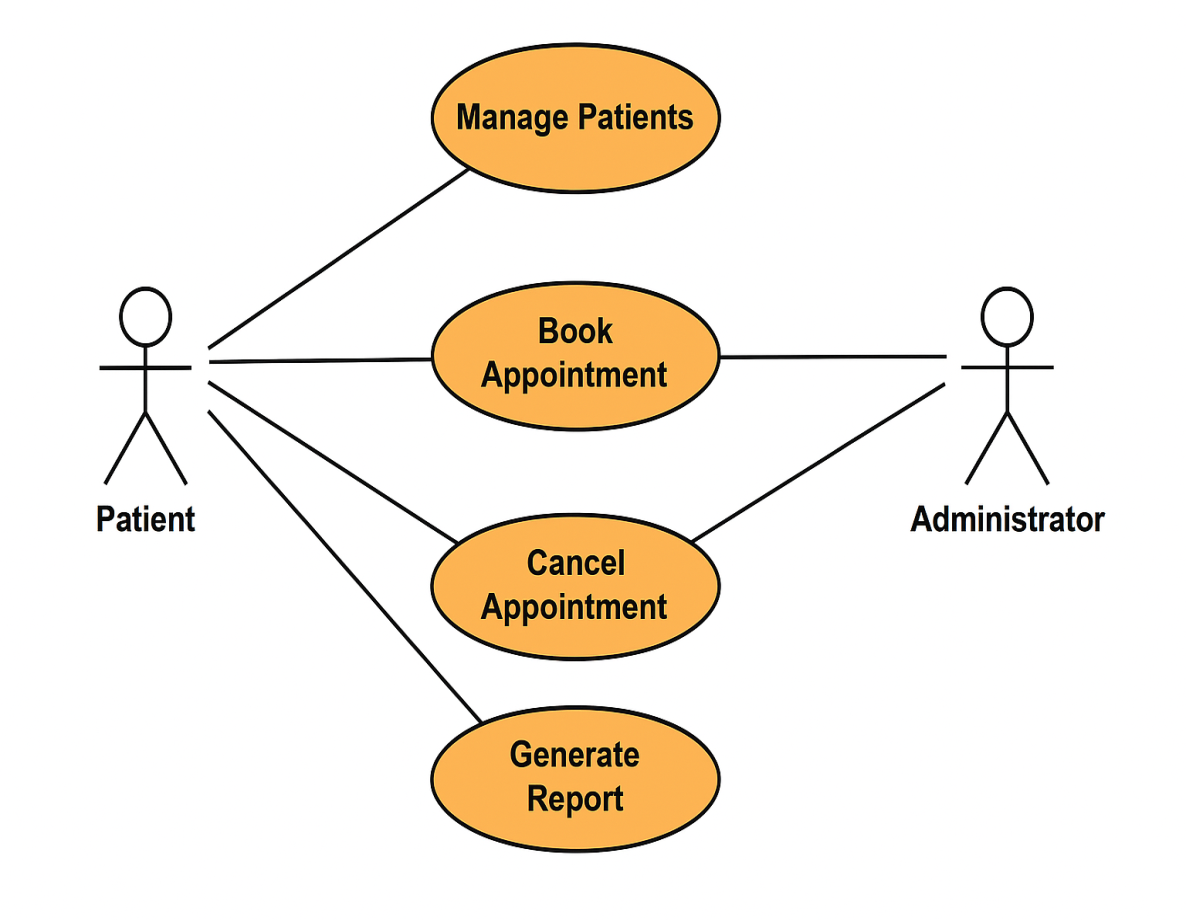 Manage Patients
Book
Appointment
Patient
Administrator
Cancel
Appointment
Generate
Report